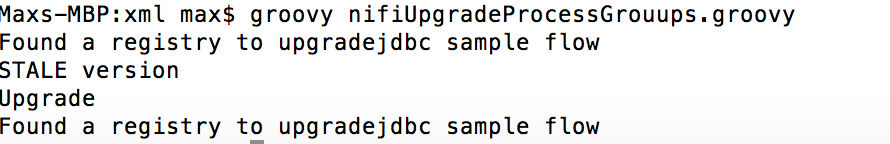 Maxs-MBP:xml max$ groovy nifiUpgradeProcessGrouups.groovy
Found a registry to upgradejdbc sample flow
STALE version
Upgrade
Found a registry to upgradejdbc sample flow